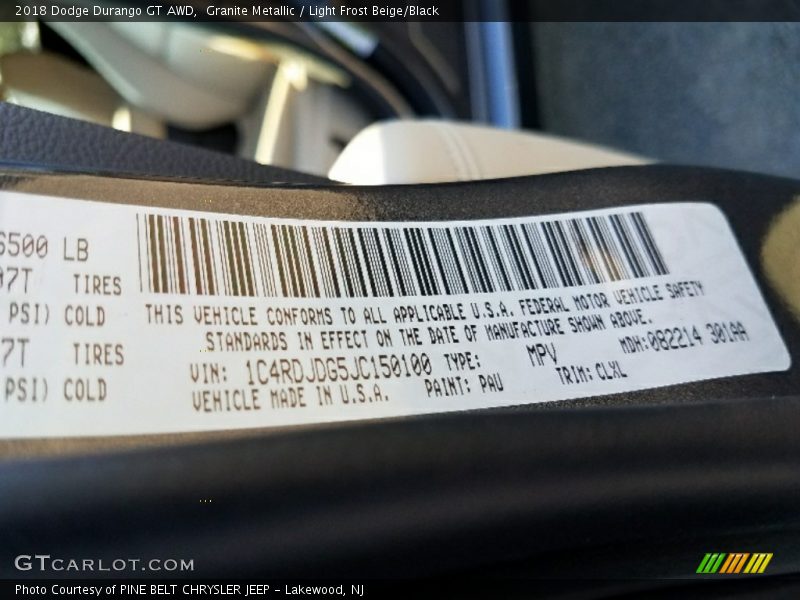 2018 Dodge Durango GT AWD,  Granite Metallic / Light Frost Beige/Black
6500 LB
07T TIRES
PSI) COLD
7T TIRES
PSI) COLD
THIS VEHICLE CONFORMS TO ALL APPLICABLE U.S.A. FEDERAL MOTOR VEHICLE SAFETY
STANDARDS IN EFFECT ON THE DATE OF MANUFACTURE SHOWN ABOVE.
VIN: 1C4RDJDG5JC150100 TYPE: MPV MDH:082214 301AA
VEHICLE MADE IN U.S.A. PAINT: PAU TRIM: CLXL
GTCARLOT.COM
Photo Courtesy of PINE BELT CHRYSLER JEEP - Lakewood, NJ